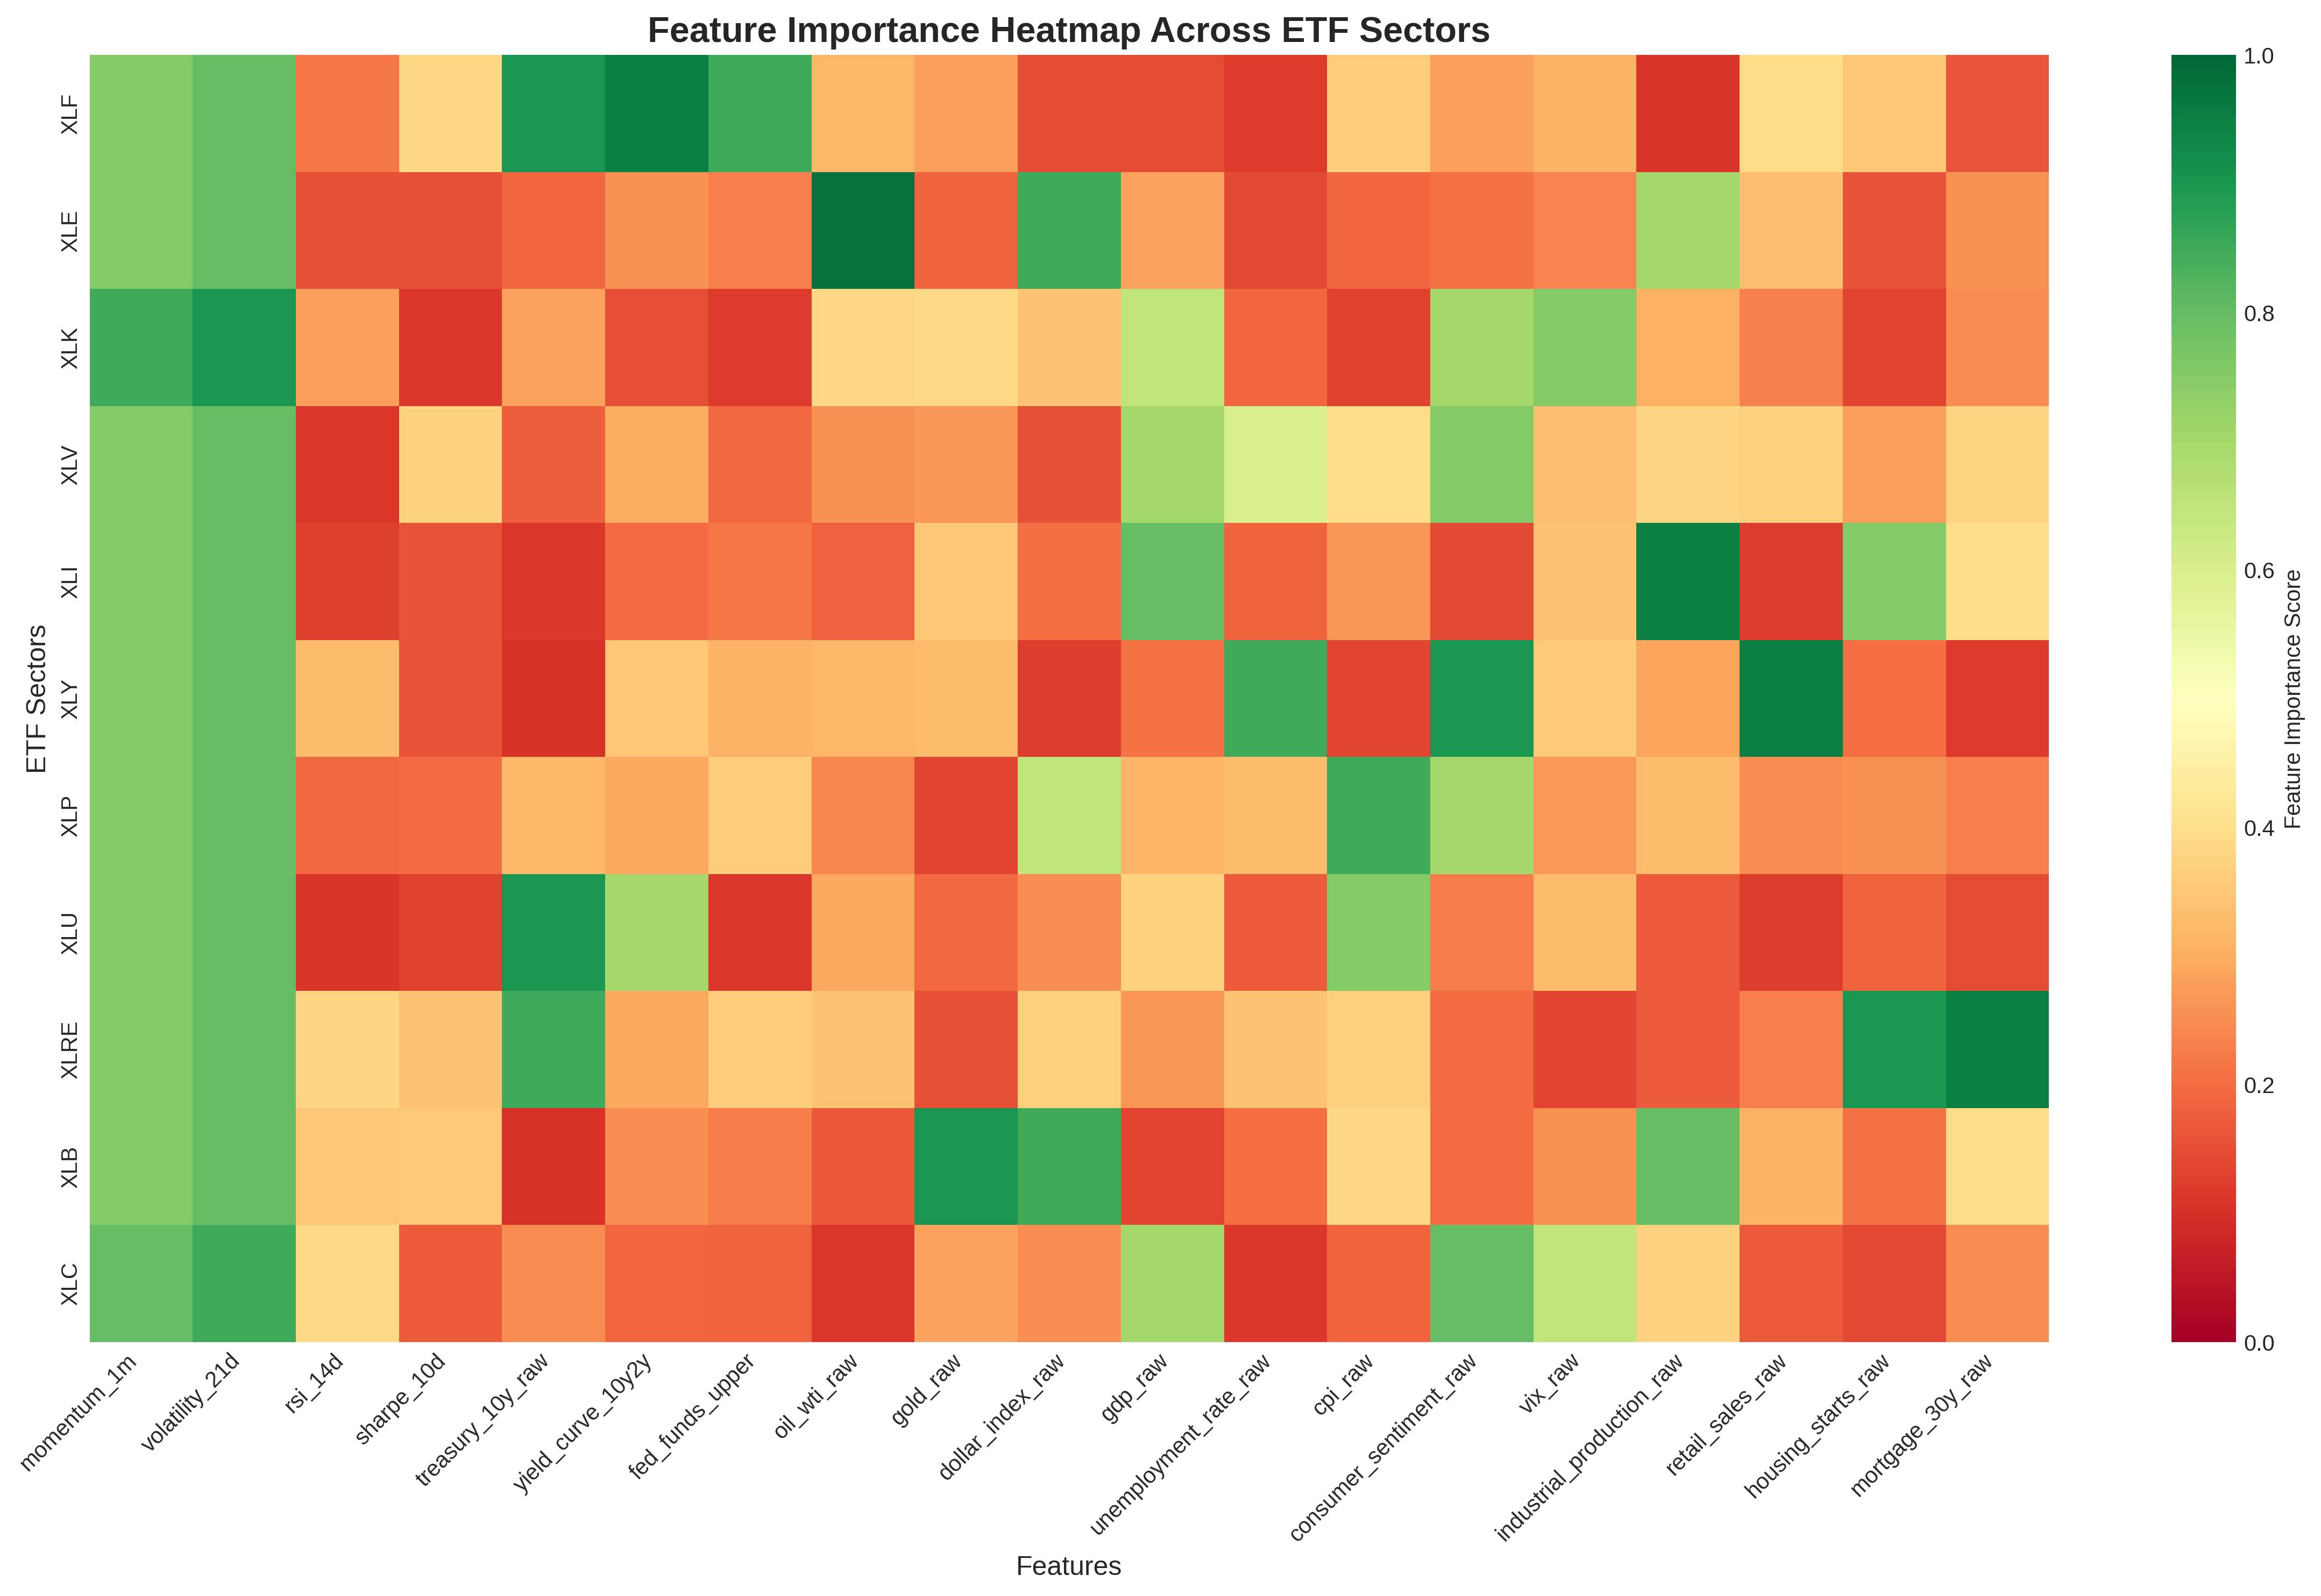 Feature Importance Heatmap Across ETF Sectors
ETF Sectors
XLF
XLE
XLK
XLV
XLI
XLY
XLP
XLU
XLRE
XLB
XLC
momentum_1m
volatility_21d
rsi_14d
sharpe_10d
treasury_10y_raw
yield_curve_10y2y
fed_funds_upper
oil_wti_raw
gold_raw
dollar_index_raw
gdp_raw
unemployment_rate_raw
cpi_raw
consumer_sentiment_raw
vix_raw
industrial_production_raw
retail_sales_raw
housing_starts_raw
mortgage_30y_raw
Features
1.0
0.8
0.6
0.4
0.2
0.0
Feature Importance Score